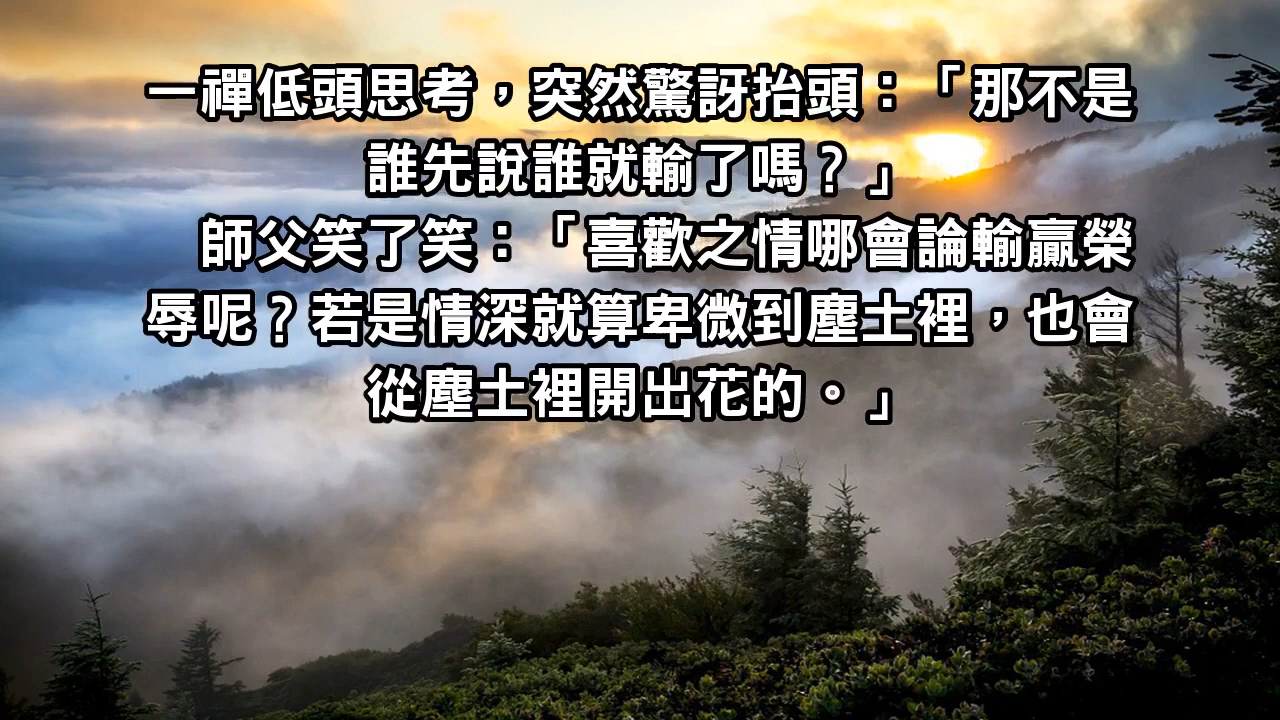 一禪低頭思考，突然驚訝抬頭：「那不是
誰先說誰就輸了嗎？」
師父笑了笑：「喜歡之情哪會論輸贏榮
辱呢？若是情深就算卑微到塵土裡，也會
從塵土裡開出花的。」